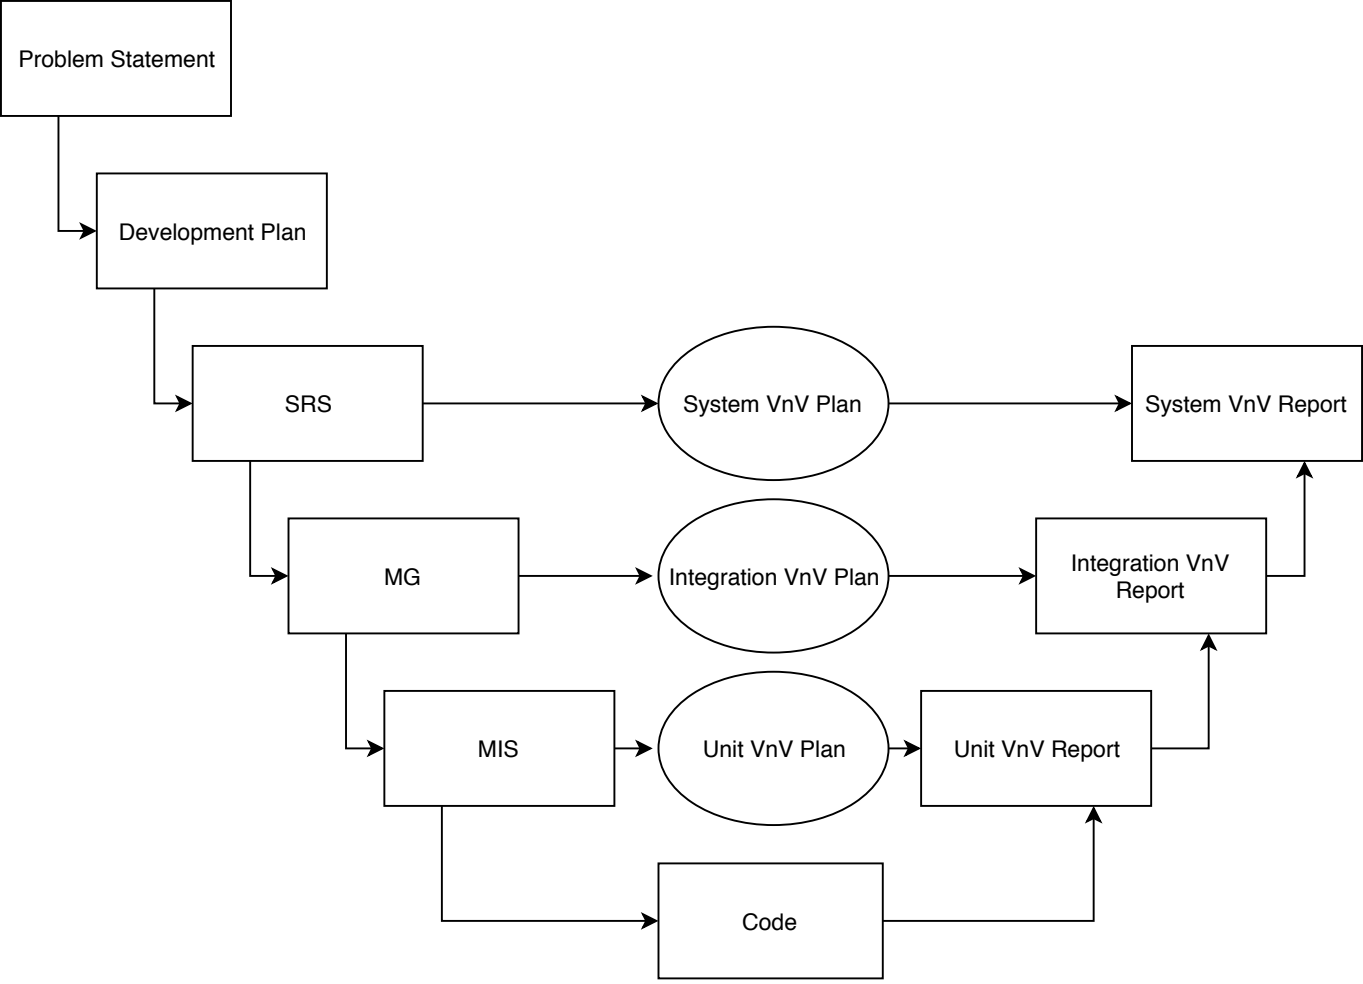 Problem Statement
Development Plan
SRS
System VnV Plan
System VnV Report
MG
Integration VnV Plan
Integration VnV
Report
MIS
Unit VnV Plan
Unit VnV Report
Code